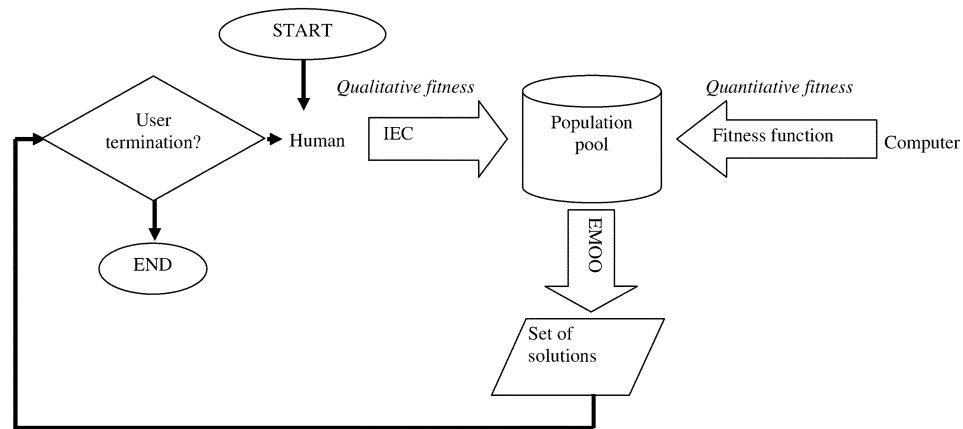 START
Qualitative fitness
Quantitative fitness
User
termination?
Human
IEC
Population
pool
Fitness function
Computer
EMOO
END
Set of
solutions